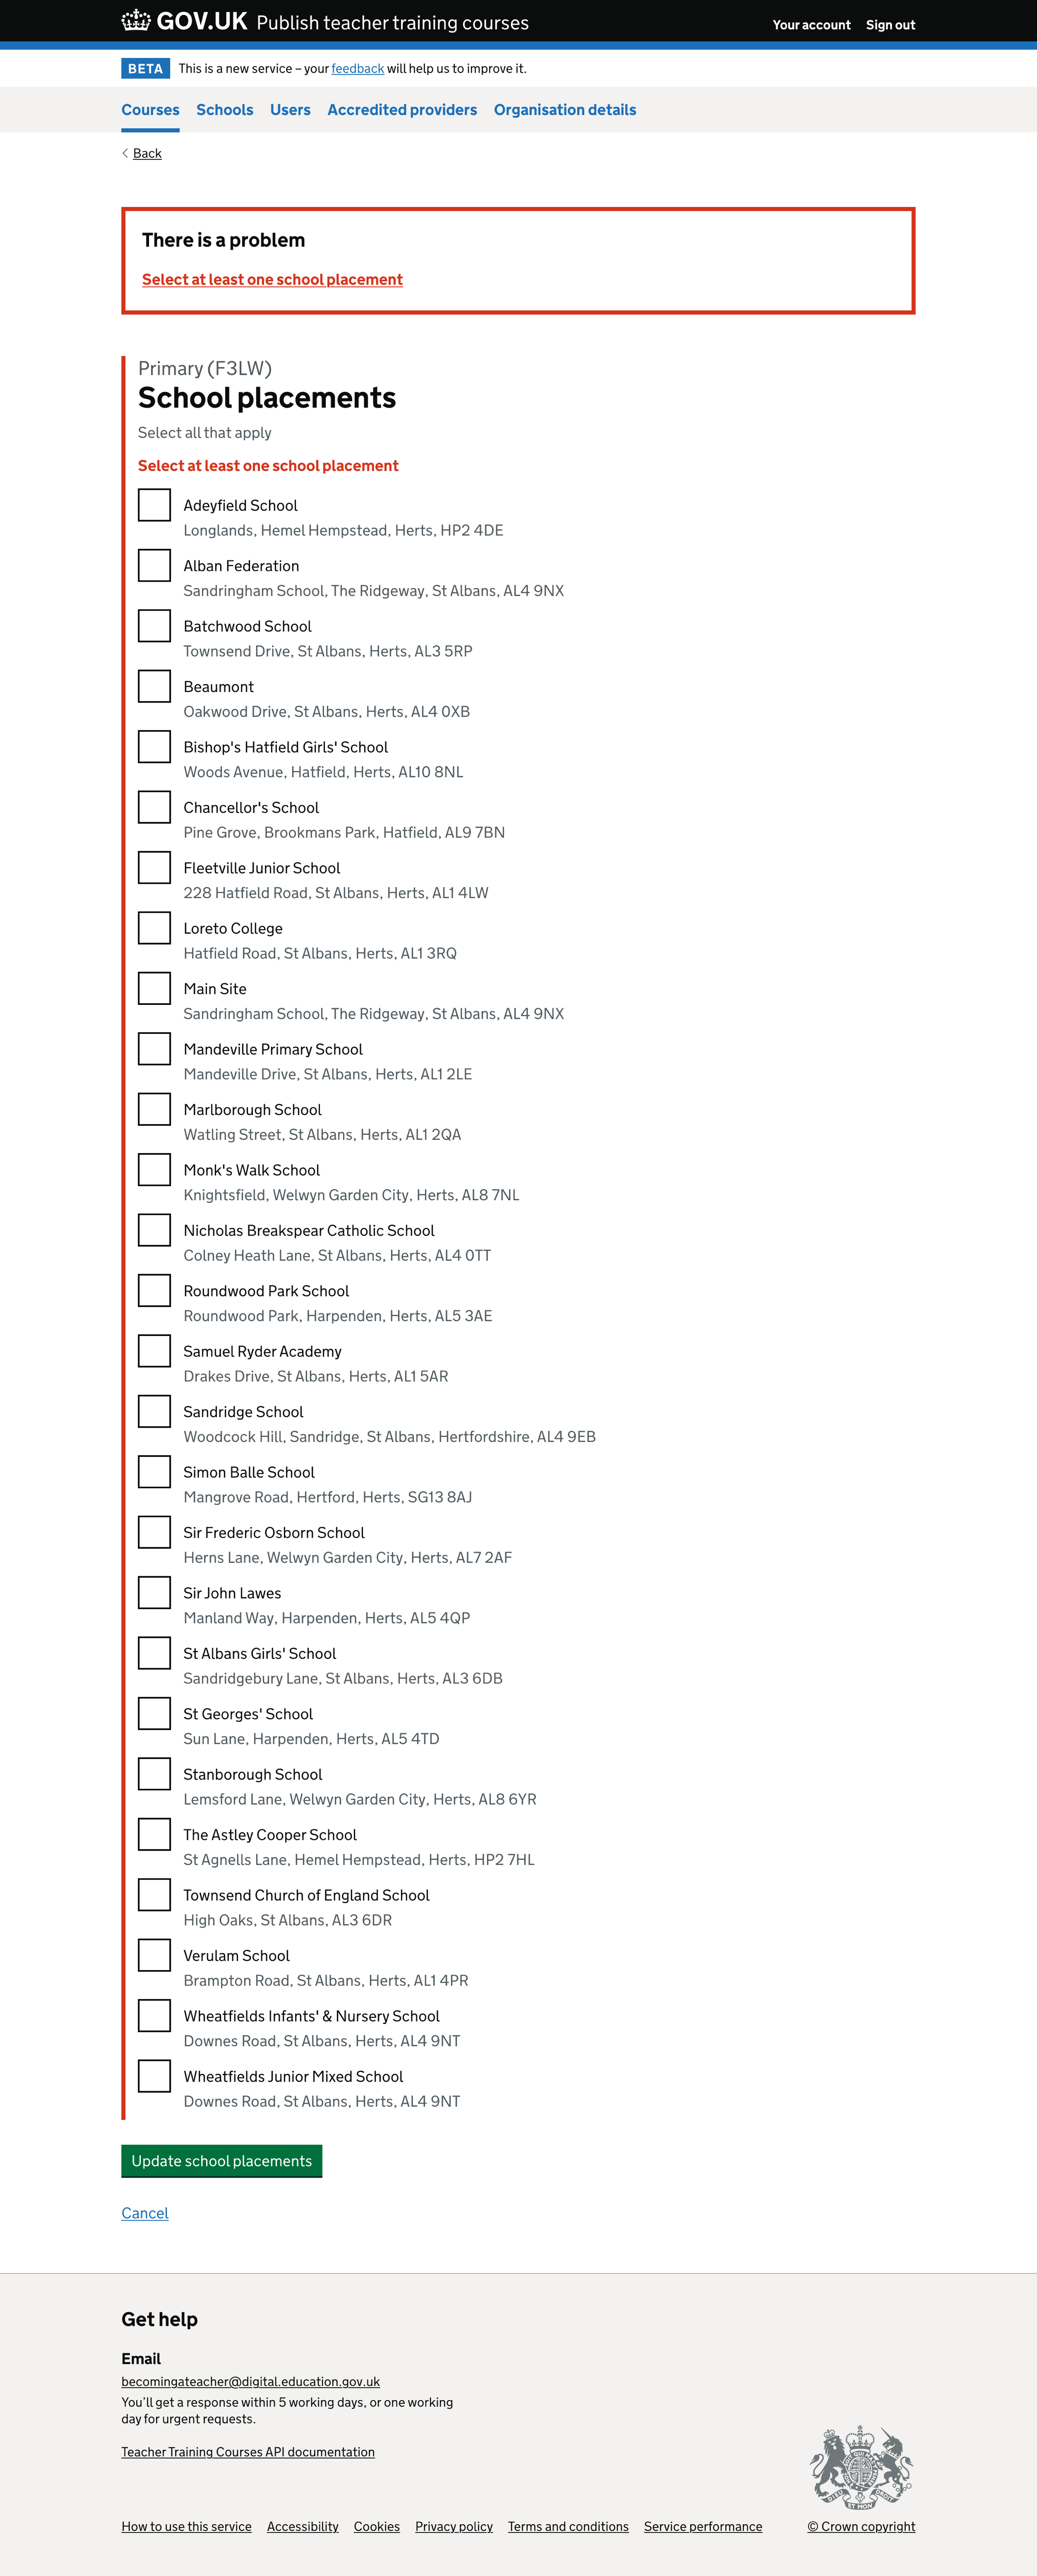 GOV.UK Publish teacher training courses
Your account Sign out
BETA This is a new service – your feedback will help us to improve it.
Courses Schools Users Accredited providers Organisation details
Back
There is a problem
Select at least one school placement
Primary (F3LW)
School placements
Select all that apply
Select at least one school placement
Adeyfield School
Longlands, Hemel Hempstead, Herts, HP2 4DE
Alban Federation
Sandringham School, The Ridgeway, St Albans, AL4 9NX
Batchwood School
Townsend Drive, St Albans, Herts, AL3 5RP
Beaumont
Oakwood Drive, St Albans, Herts, AL4 0XB
Bishop's Hatfield Girls' School
Woods Avenue, Hatfield, Herts, AL10 8NL
Chancellor's School
Pine Grove, Brookmans Park, Hatfield, AL9 7BN
Fleetville Junior School
228 Hatfield Road, St Albans, Herts, AL1 4LW
Loreto College
Hatfield Road, St Albans, Herts, AL1 3RQ
Main Site
Sandringham School, The Ridgeway, St Albans, AL4 9NX
Mandeville Primary School
Mandeville Drive, St Albans, Herts, AL1 2LE
Marlborough School
Watling Street, St Albans, Herts, AL1 2QA
Monk's Walk School
Knightsfield, Welwyn Garden City, Herts, AL8 7NL
Nicholas Breakspear Catholic School
Colney Heath Lane, St Albans, Herts, AL4 0TT
Roundwood Park School
Roundwood Park, Harpenden, Herts, AL5 3AE
Samuel Ryder Academy
Drakes Drive, St Albans, Herts, AL1 5AR
Sandridge School
Woodcock Hill, Sandridge, St Albans, Hertfordshire, AL4 9EB
Simon Balle School
Mangrove Road, Hertford, Herts, SG13 8AJ
Sir Frederic Osborn School
Herns Lane, Welwyn Garden City, Herts, AL7 2AF
Sir John Lawes
Manland Way, Harpenden, Herts, AL5 4QP
St Albans Girls' School
Sandridgebury Lane, St Albans, Herts, AL3 6DB
St Georges' School
Sun Lane, Harpenden, Herts, AL5 4TD
Stanborough School
Lemsford Lane, Welwyn Garden City, Herts, AL8 6YR
The Astley Cooper School
St Agnells Lane, Hemel Hempstead, Herts, HP2 7HL
Townsend Church of England School
High Oaks, St Albans, AL3 6DR
Verulam School
Brampton Road, St Albans, Herts, AL1 4PR
Wheatfields Infants' & Nursery School
Downes Road, St Albans, Herts, AL4 9NT
Wheatfields Junior Mixed School
Downes Road, St Albans, Herts, AL4 9NT
Update school placements
Cancel
Get help
Email
becomingateacher@digital.education.gov.uk
You’ll get a response within 5 working days, or one working
day for urgent requests.
Teacher Training Courses API documentation
How to use this service Accessibility Cookies Privacy policy Terms and conditions Service performance
© Crown copyright